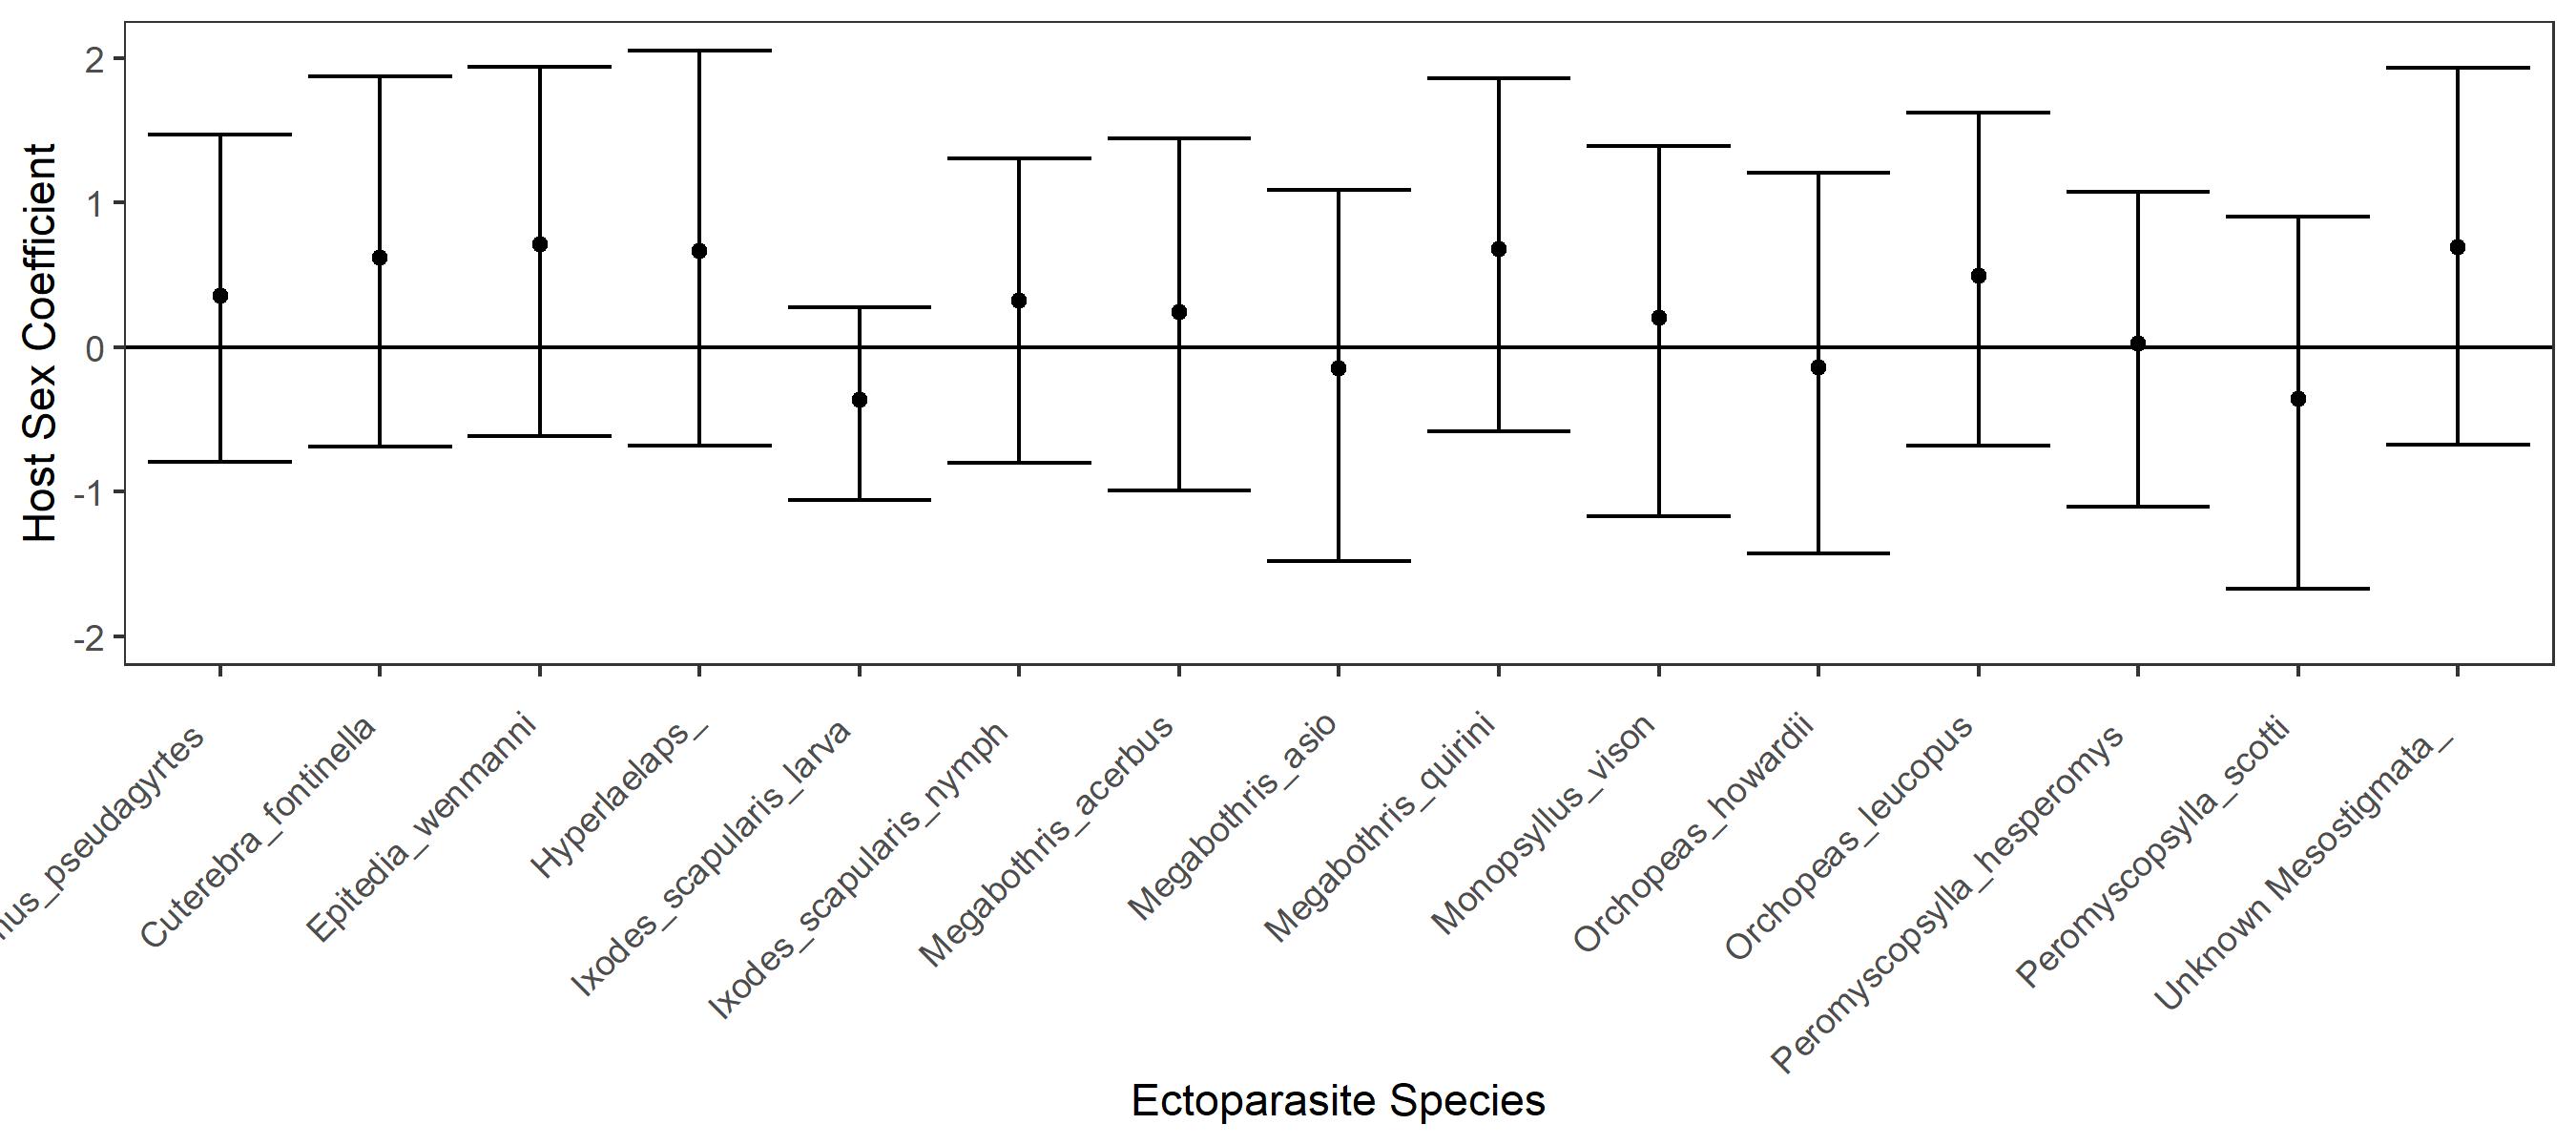 Host Sex Coefficient
2
1
0
-1
-2
nus_pseudagyrtes
Cuterebra_fontinella
Epitedia_wenmanni
Hyperlaelaps_
Ixodes_scapularis_larva
Ixodes_scapularis_nymph
Megabothris_acerbus
Megabothris_asio
Megabothris_quirini
Monopsyllus_vison
Orchopeas_howardii
Orchopeas_leucopus
Peromyscopsylla_hesperomys
Peromyscopsylla_scotti
Unknown Mesostigmata_
Ectoparasite Species